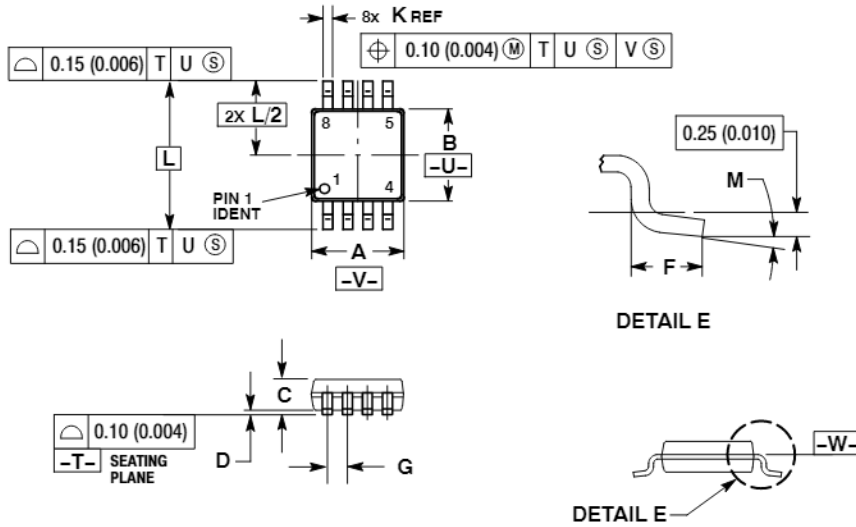 8x K REF
⌖ 0.10 (0.004) Ⓜ T U Ⓢ V Ⓢ
⌓ 0.15 (0.006) T U Ⓢ
2X L/2
8 5
B
-U-
L
0.25 (0.010)
M
PIN 1
IDENT
1 4
⌓ 0.15 (0.006) T U Ⓢ
A
-V-
F
DETAIL E
C
⌓ 0.10 (0.004)
-T- SEATING
PLANE
D
G
-W-
DETAIL E